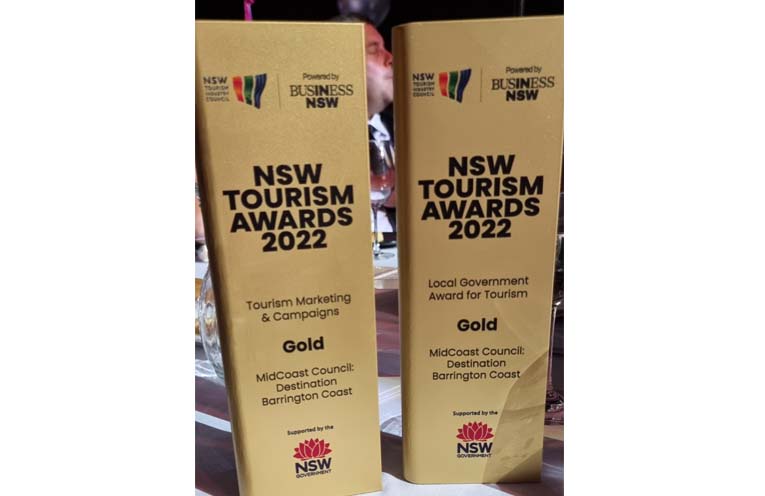 NSW
TOURISM
INDUSTRY
COUNCIL
Powered by
BUSINESS
NSW
NSW
TOURISM
AWARDS
2022
Tourism Marketing
& Campaigns
Gold
MidCoast Council:
Destination
Barrington Coast
Supported by the
NSW
GOVERNMENT
NSW
TOURISM
INDUSTRY
COUNCIL
Powered by
BUSINESS
NSW
NSW
TOURISM
AWARDS
2022
Local Government
Award for Tourism
Gold
MidCoast Council:
Destination
Barrington Coast
Supported by the
NSW
GOVERNMENT